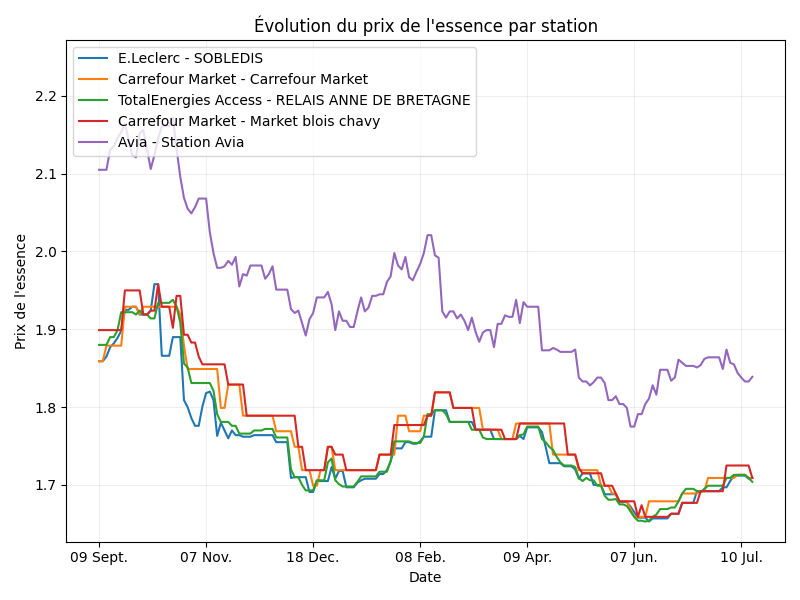 Évolution du prix de l'essence par station
E.Leclerc - SOBLEDIS
Carrefour Market - Carrefour Market
TotalEnergies Access - RELAIS ANNE DE BRETAGNE
Carrefour Market - Market blois chavy
Avia - Station Avia
Prix de l'essence
2.2
2.1
2.0
1.9
1.8
1.7
09 Sept.
07 Nov.
18 Dec.
08 Feb.
09 Apr.
07 Jun.
10 Jul.
Date